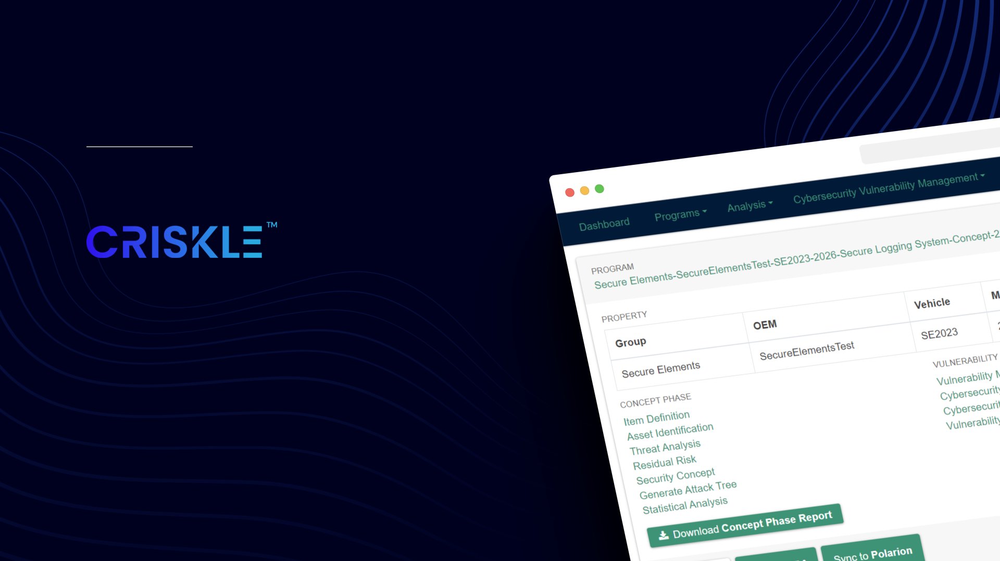 CRISKLE™
Dashboard Programs Analysis Cybersecurity Vulnerability Management
PROGRAM
Secure Elements-SecureElementsTest-SE2023-2026-Secure Logging System-Concept-2
PROPERTY
Group OEM Vehicle
Secure Elements SecureElementsTest SE2023
CONCEPT PHASE
Item Definition
Asset Identification
Threat Analysis
Residual Risk
Security Concept
Generate Attack Tree
Statistical Analysis
VULNERABILITY
Vulnerability
Cybersecurity
Cybersecurity
Vulnerability
Download Concept Phase Report
Sync to Polarion